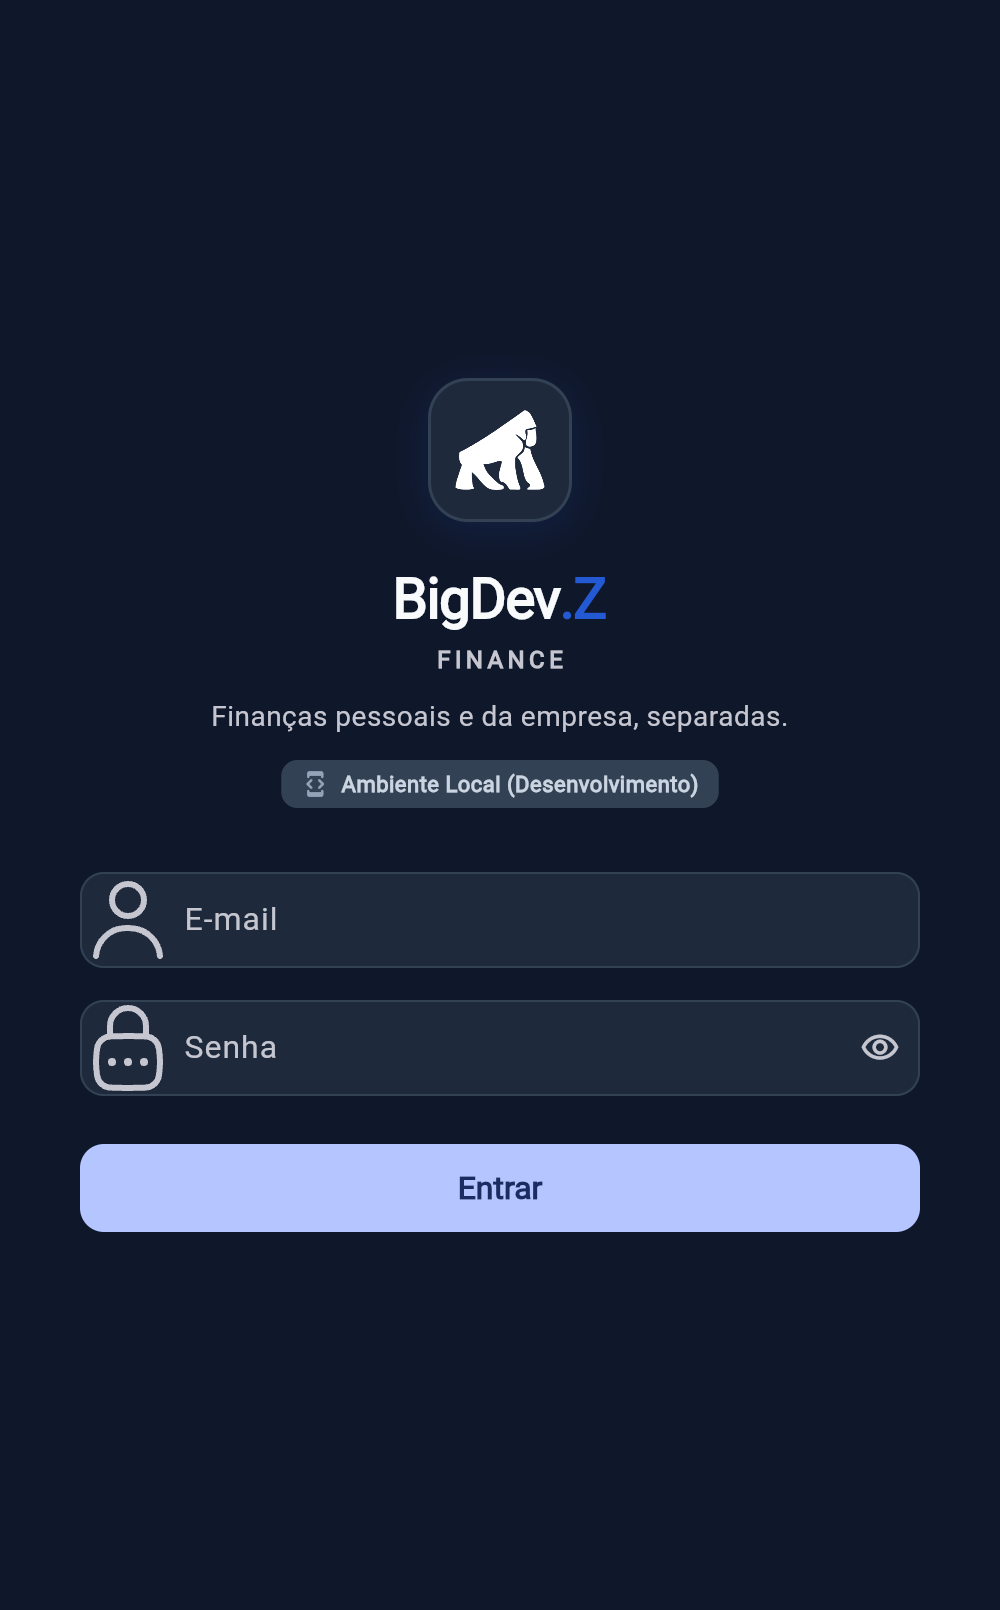 BigDev.Z
FINANCE
Finanças pessoais e da empresa, separadas.
Ambiente Local (Desenvolvimento)
E-mail
Senha
Entrar